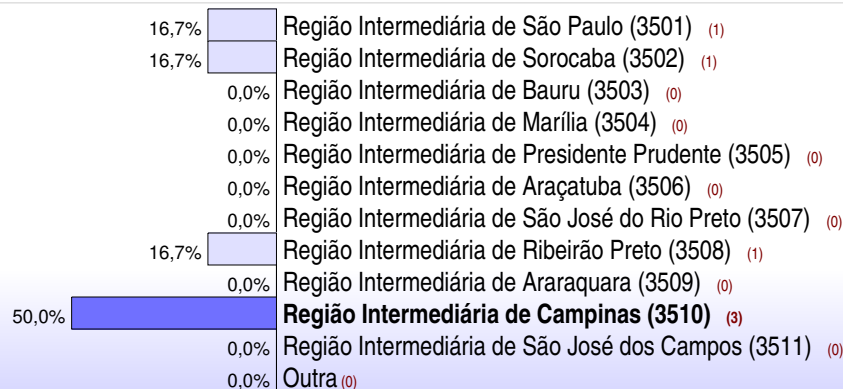 16,7% Região Intermediária de São Paulo (3501) (1)
16,7% Região Intermediária de Sorocaba (3502) (1)
0,0% Região Intermediária de Bauru (3503) (0)
0,0% Região Intermediária de Marília (3504) (0)
0,0% Região Intermediária de Presidente Prudente (3505) (0)
0,0% Região Intermediária de Araçatuba (3506) (0)
0,0% Região Intermediária de São José do Rio Preto (3507) (0)
16,7% Região Intermediária de Ribeirão Preto (3508) (1)
0,0% Região Intermediária de Araraquara (3509) (0)
50,0% Região Intermediária de Campinas (3510) (3)
0,0% Região Intermediária de São José dos Campos (3511) (0)
0,0% Outra (0)